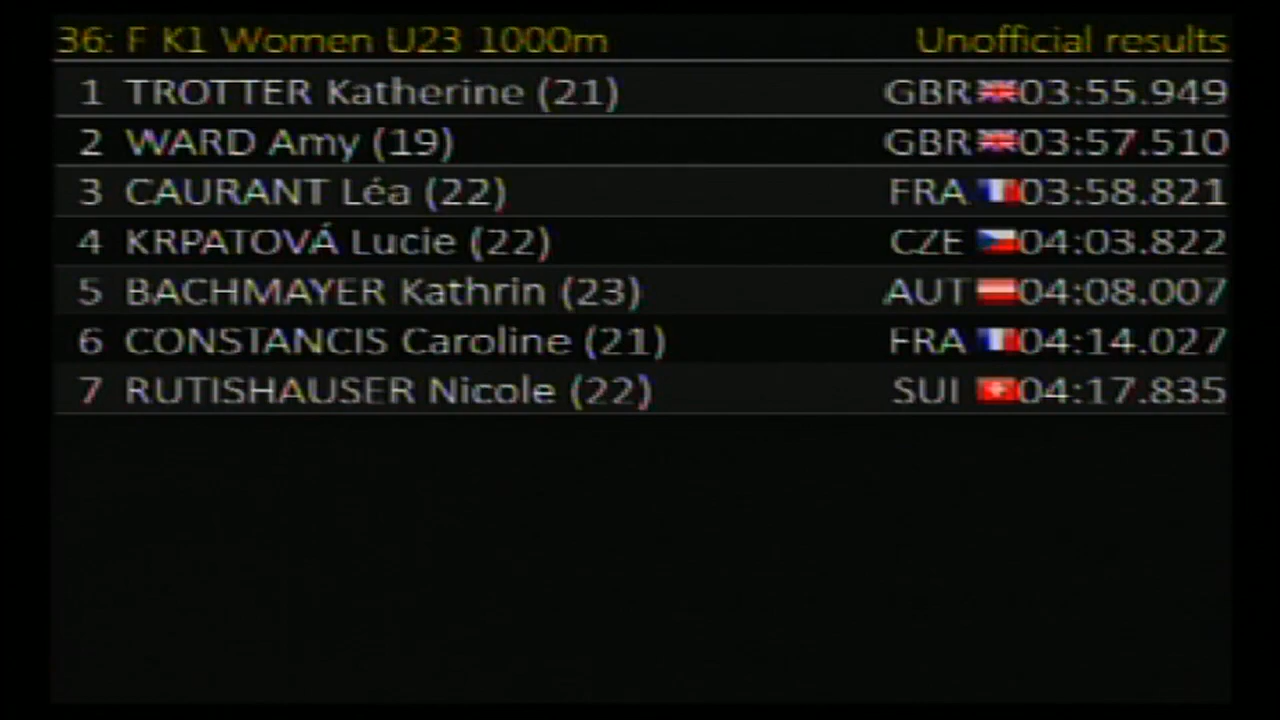 36: F K1 Women U23 1000m Unofficial results
1 TROTTER Katherine (21) GBR 03:55.949
2 WARD Amy (19) GBR 03:57.510
3 CAURANT Léa (22) FRA 03:58.821
4 KRPATOVÁ Lucie (22) CZE 04:03.822
5 BACHMAYER Kathrin (23) AUT 04:08.007
6 CONSTANCIS Caroline (21) FRA 04:14.027
7 RUTISHAUSER Nicole (22) SUI 04:17.835